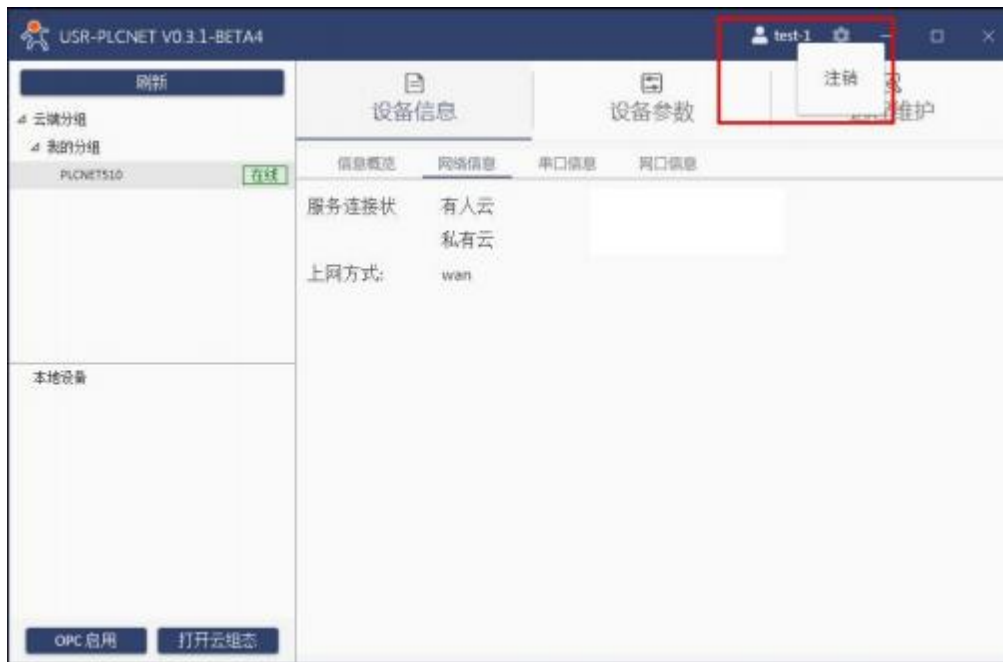 USR-PLCNET V0.3.1-BETA4
test-1
注销
刷新
云端分组
我的分组
PLCNET510 在线
本地设备
OPC 启用
打开云组态
设备信息
设备参数
维护
信息概览 网络信息 串口信息 网口信息
服务连接状 有人云
私有云
上网方式: wan